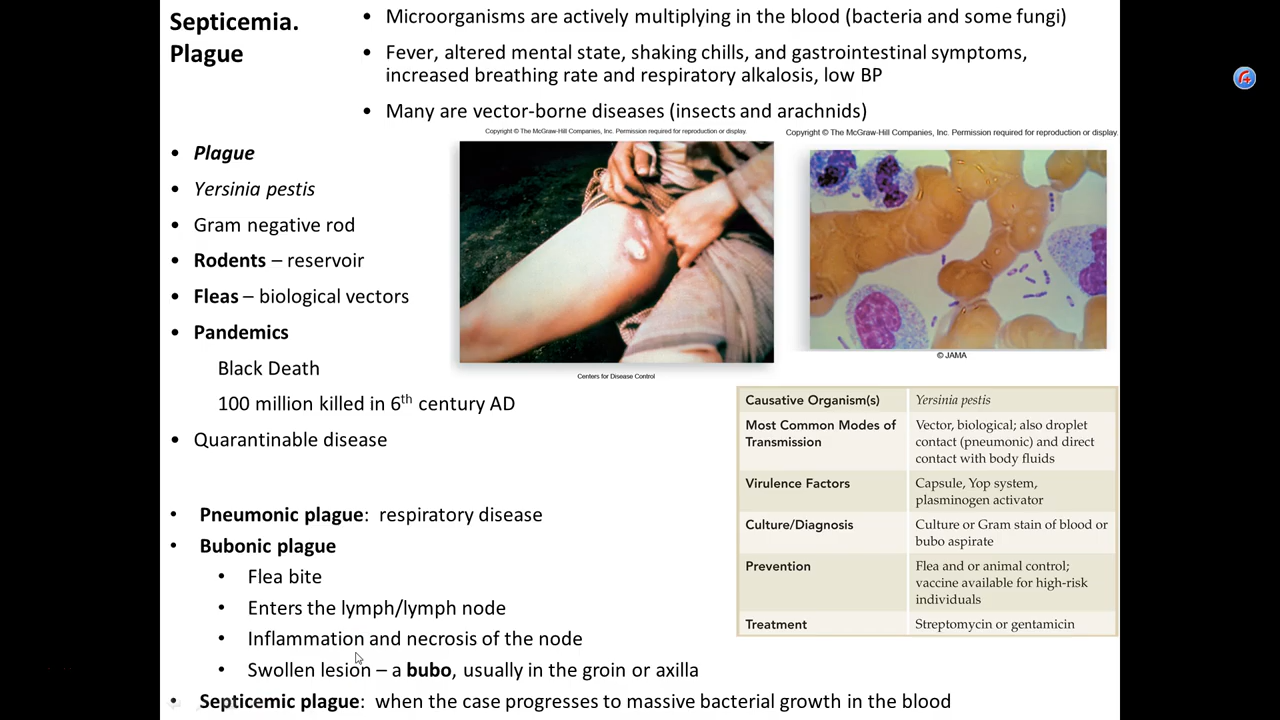 Septicemia.
Plague
• Microorganisms are actively multiplying in the blood (bacteria and some fungi)
• Fever, altered mental state, shaking chills, and gastrointestinal symptoms,
increased breathing rate and respiratory alkalosis, low BP
• Many are vector-borne diseases (insects and arachnids)
Copyright © The McGraw-Hill Companies, Inc. Permission required for reproduction or display.
Copyright © The McGraw-Hill Companies, Inc. Permission required for reproduction or display.
• Plague
• Yersinia pestis
• Gram negative rod
• Rodents – reservoir
• Fleas – biological vectors
• Pandemics
Black Death
100 million killed in 6th century AD
• Quarantinable disease
Centers for Disease Control
© JAMA
Causative Organism(s) Yersinia pestis
Most Common Modes of Vector, biological; also droplet
Transmission contact (pneumonic) and direct
contact with body fluids
Virulence Factors Capsule, Yop system,
plasminogen activator
Culture/Diagnosis Culture or Gram stain of blood or
bubo aspirate
Prevention Flea and or animal control;
vaccine available for high-risk
individuals
Treatment Streptomycin or gentamicin
• Pneumonic plague: respiratory disease
• Bubonic plague
• Flea bite
• Enters the lymph/lymph node
• Inflammation and necrosis of the node
• Swollen lesion – a bubo, usually in the groin or axilla
• Septicemic plague: when the case progresses to massive bacterial growth in the blood